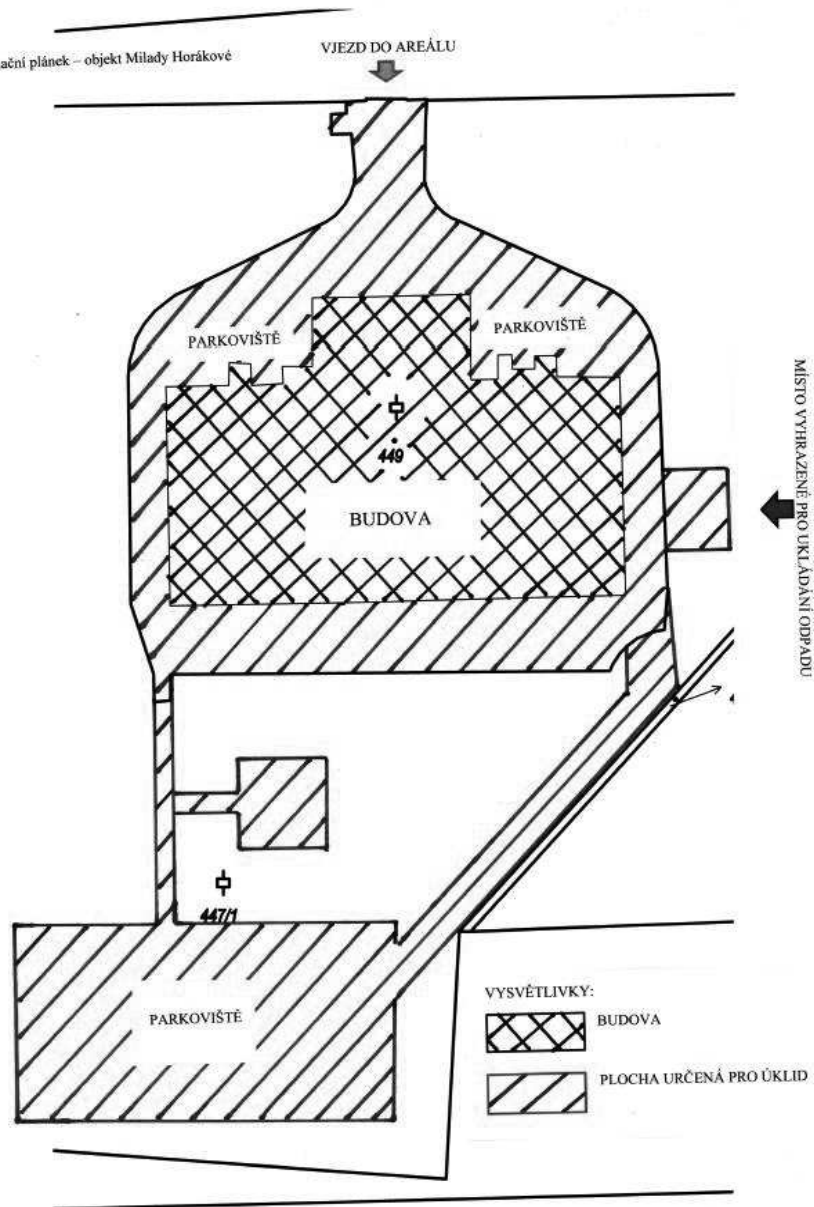 ační plánek – objekt Milady Horákové
VJEZD DO AREÁLU
PARKOVIŠTĚ
PARKOVIŠTĚ
449
BUDOVA
MÍSTO VYHRAZENÉ PRO UKLÁDÁNÍ ODPADU
447/1
PARKOVIŠTĚ
VYSVĚTLIVKY:
BUDOVA
PLOCHA URČENÁ PRO ÚKLID